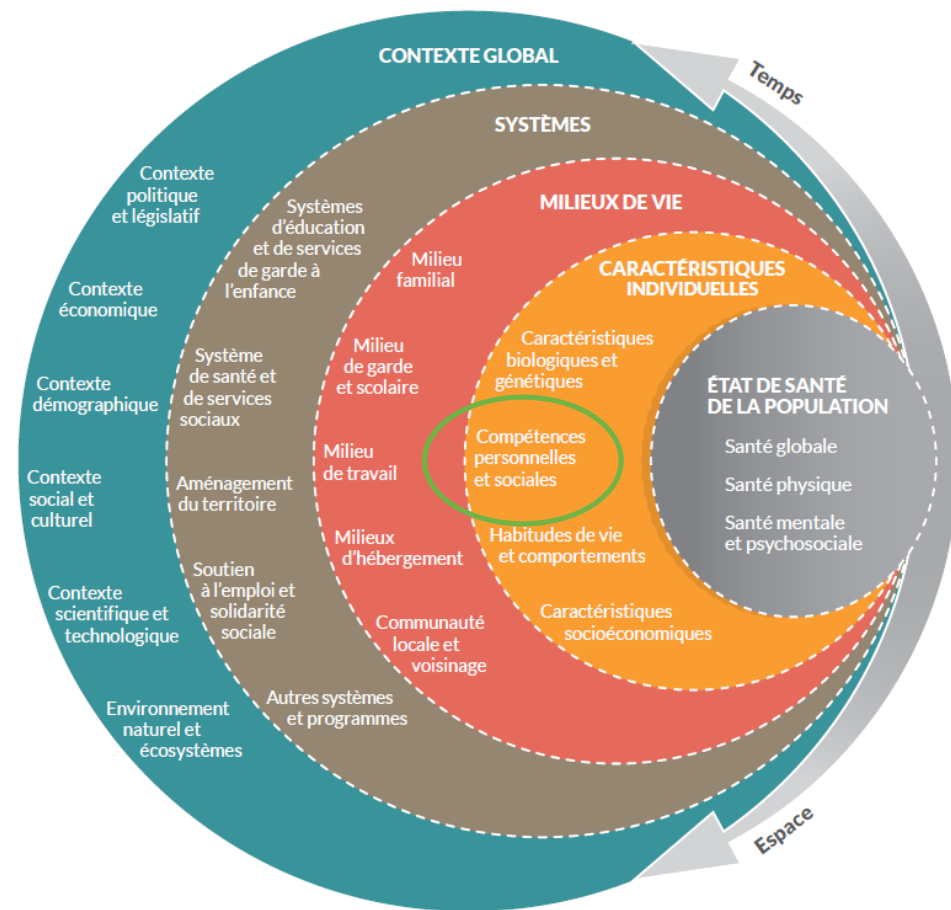 CONTEXTE GLOBAL
Contexte
politique
et législatif
Contexte
économique
Contexte
démographique
Contexte
social et
culturel
Contexte
scientifique et
technologique
Environnement
naturel et
écosystèmes
SYSTÈMES
Systèmes
d'éducation
et de services
de garde à
l'enfance
Système
de santé et
de services
sociaux
Aménagement
du territoire
Soutien
à l'emploi et
solidarité
sociale
Autres systèmes
et programmes
MILIEUX DE VIE
Milieu
familial
Milieu
de garde
et scolaire
Milieu
de travail
Milieux
d'hébergement
Communauté
locale et
voisinage
CARACTÉRISTIQUES
INDIVIDUELLES
Caractéristiques
biologiques et
génétiques
Compétences
personnelles
et sociales
Habitudes de vie
et comportements
Caractéristiques
socioéconomiques
ÉTAT DE SANTÉ
DE LA POPULATION
Santé globale
Santé physique
Santé mentale
et psychosociale
Temps
Espace